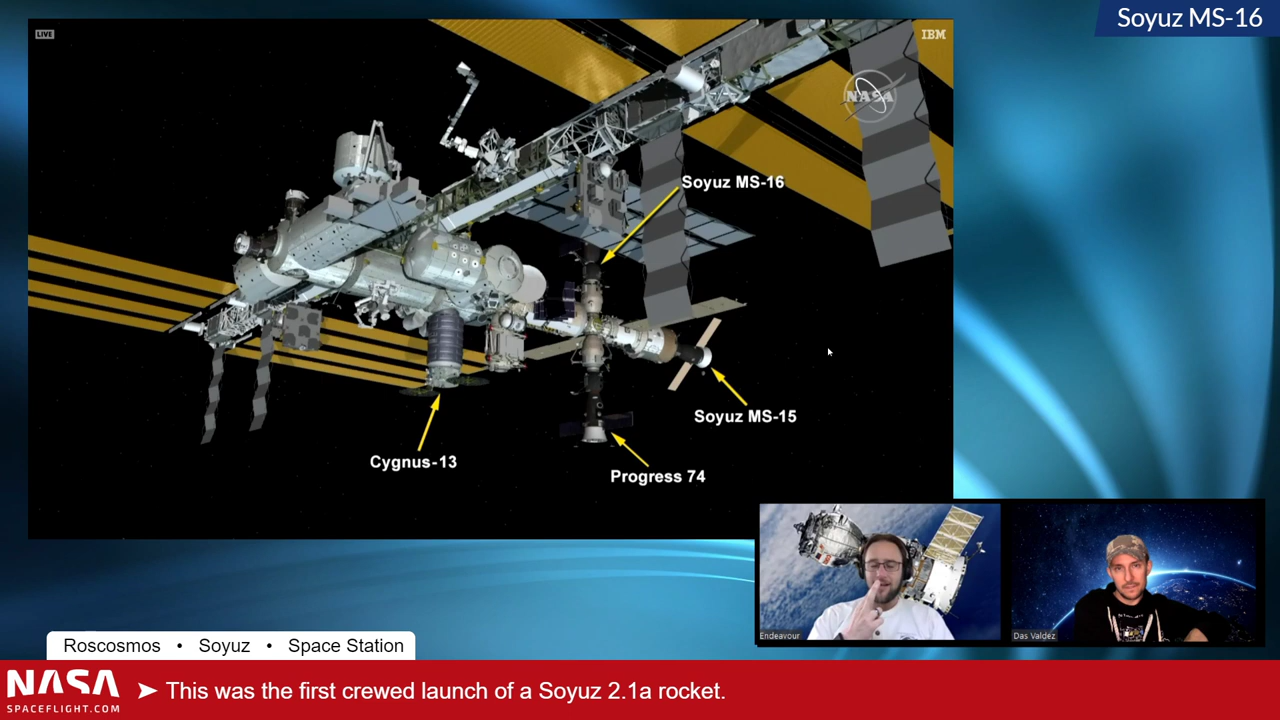 Soyuz MS-16
LIVE
IBM
NASA
Soyuz MS-16
Soyuz MS-15
Cygnus-13
Progress 74
Endeavour
Das Valdez
Roscosmos • Soyuz • Space Station
NASA
SPACEFLIGHT.COM
➤ This was the first crewed launch of a Soyuz 2.1a rocket.